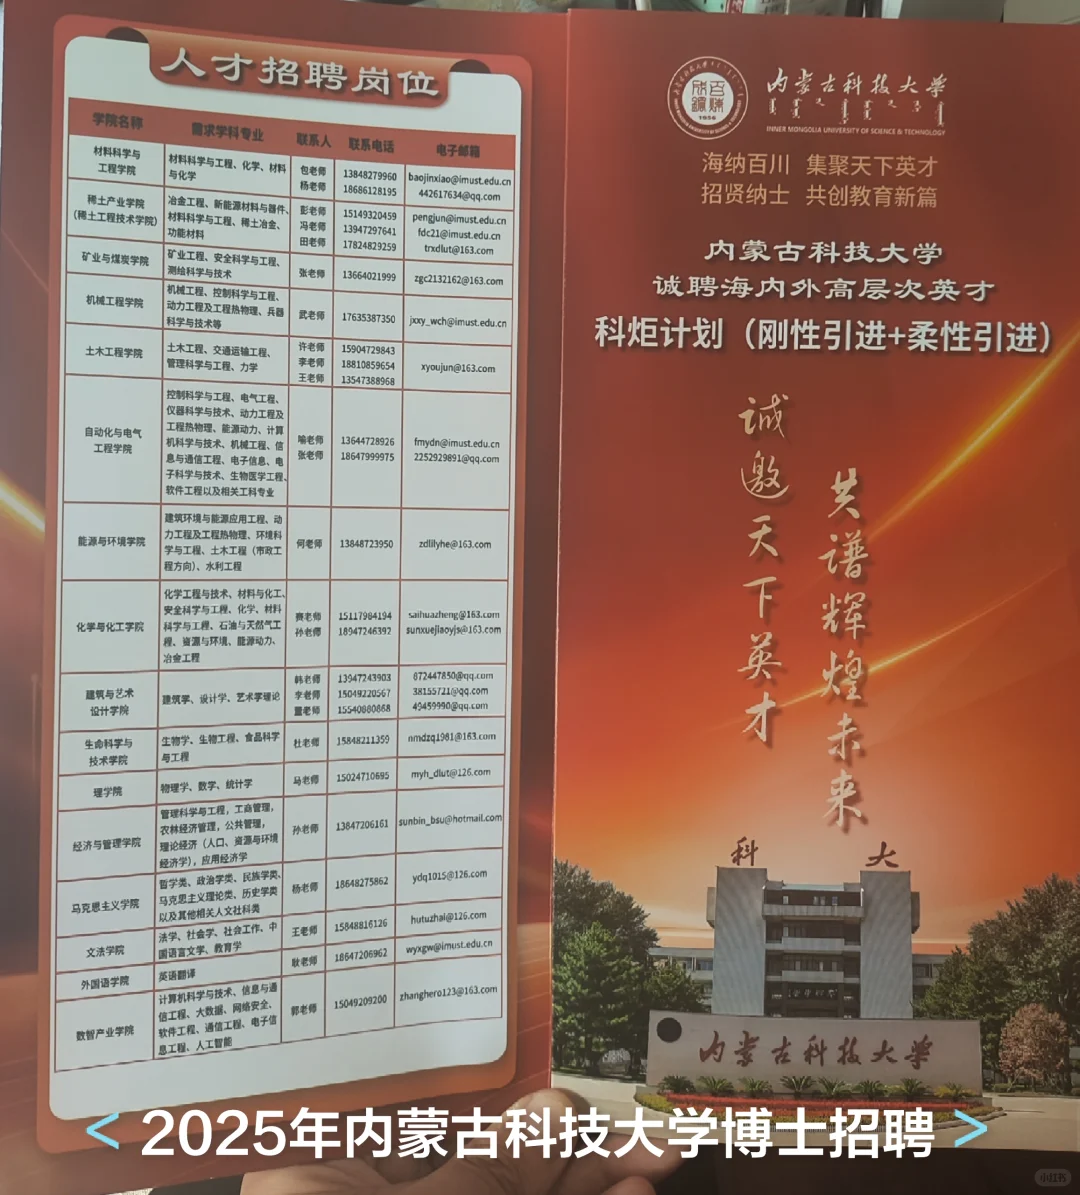 人才招聘岗位
学院名称 需求学科专业 联系人 联系电话 电子邮箱
材料科学与
工程学院
材料科学与工程、化学、材料
与化学
包老师
杨老师
13848279960
18686128195
baojinxiao@imust.edu.cn
442617634@qq.com
稀土产业学院
(稀土工程技术学院)
冶金工程、新能源材料与器件、
材料科学与工程、稀土冶金、
功能材料
彭老师
冯老师
田老师
15149320459
13947297641
17824829259
pengjun@imust.edu.cn
fdc21@imust.edu.cn
trxdlut@163.com
矿业与煤炭学院
矿业工程、安全科学与工程、
测绘科学与技术
张老师
13664021999
zgc2132162@163.com
机械工程学院
机械工程、控制科学与工程、
动力工程及工程热物理、兵器
科学与技术等
武老师
17635387350
jxxy_wch@imust.edu.cn
土木工程学院
土木工程、交通运输工程、
管理科学与工程、力学
许老师
李老师
王老师
15904729843
18810859654
13547388968
xyoujun@163.com
自动化与电气
工程学院
控制科学与工程、电气工程、
仪器科学与技术、动力工程及
工程热物理、能源动力、计算
机科学与技术、机械工程、信
息与通信工程、电子信息、电
子科学与技术、生物医学工程、
软件工程以及相关工科专业
喻老师
张老师
13644728926
18647999975
fmydn@imust.edu.cn
2252929891@qq.com
能源与环境学院
建筑环境与能源应用工程、动
力工程及工程热物理、环境科
学与工程、土木工程（市政工
程方向）、水利工程
何老师
13848723950
zdlilyhe@163.com
化学与化工学院
化学工程与技术、材料与化工、
安全科学与工程、化学、材料
科学与工程、石油与天然气工
程、资源与环境、能源动力、
冶金工程
赛老师
孙老师
15117984194
18947246392
saihuazheng@163.com
sunxuejiaoyjs@163.com
建筑与艺术
设计学院
建筑学、设计学、艺术学理论
韩老师
李老师
董老师
13947243903
15049220567
15540880868
672447850@qq.com
38155721@qq.com
49459990@qq.com
生命科学与
技术学院
生物学、生物工程、食品科学
与工程
杜老师
15848211359
nmdzq1981@163.com
理学院
物理学、数学、统计学
马老师
15024710695
myh_dlut@126.com
经济与管理学院
管理科学与工程，工商管理，
农林经济管理，公共管理，
理论经济（人口、资源与环境
经济学），应用经济学
孙老师
13847206161
sunbin_bsu@hotmail.com
马克思主义学院
哲学类、政治学类、民族学类、
马克思主义理论类、历史学类
以及其他相关人文社科类
杨老师
18648275862
ydq1015@126.com
文法学院
法学、社会学、社会工作、中
国语言文学、教育学
王老师
15848816126
hutuzhai@126.com
外国语学院
英语翻译
耿老师
18647206962
wyxgw@imust.edu.cn
数智产业学院
计算机科学与技术、信息与通
信工程、大数据、网络安全、
软件工程、通信工程、电子信
息工程、人工智能
郭老师
15049209200
zhanghero123@163.com
内蒙古科技大学
INNER MONGOLIA UNIVERSITY OF SCIENCE & TECHNOLOGY
1956
海纳百川 集聚天下英才
招贤纳士 共创教育新篇
内蒙古科技大学
诚聘海内外高层次英才
科炬计划（刚性引进+柔性引进）
诚邀天下英才
共谱辉煌未来
科大
内蒙古科技大学
< 2025年内蒙古科技大学博士招聘 >
小红书